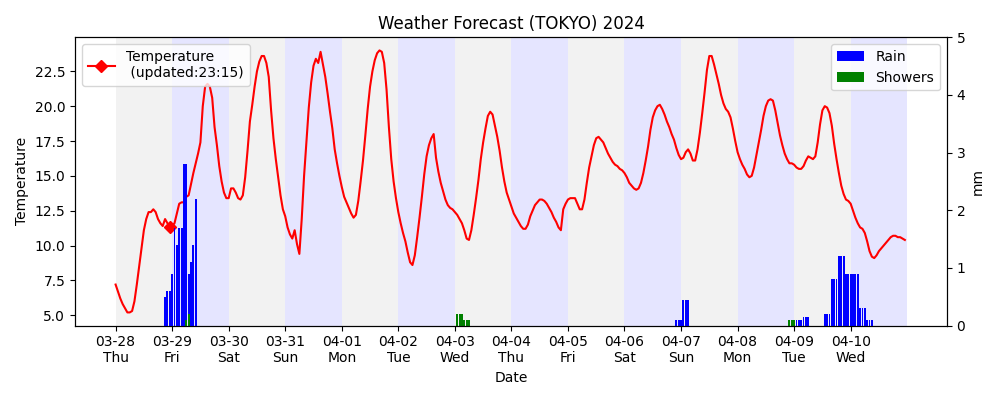 Weather Forecast (TOKYO) 2024
Temperature
(updated:23:15)
Rain
Showers
Temperature
22.5
20.0
17.5
15.0
12.5
10.0
7.5
5.0
5
4
3
2
1
0
mm
03-28 03-29 03-30 03-31 04-01 04-02 04-03 04-04 04-05 04-06 04-07 04-08 04-09 04-10
Thu Fri Sat Sun Mon Tue Wed Thu Fri Sat Sun Mon Tue Wed
Date